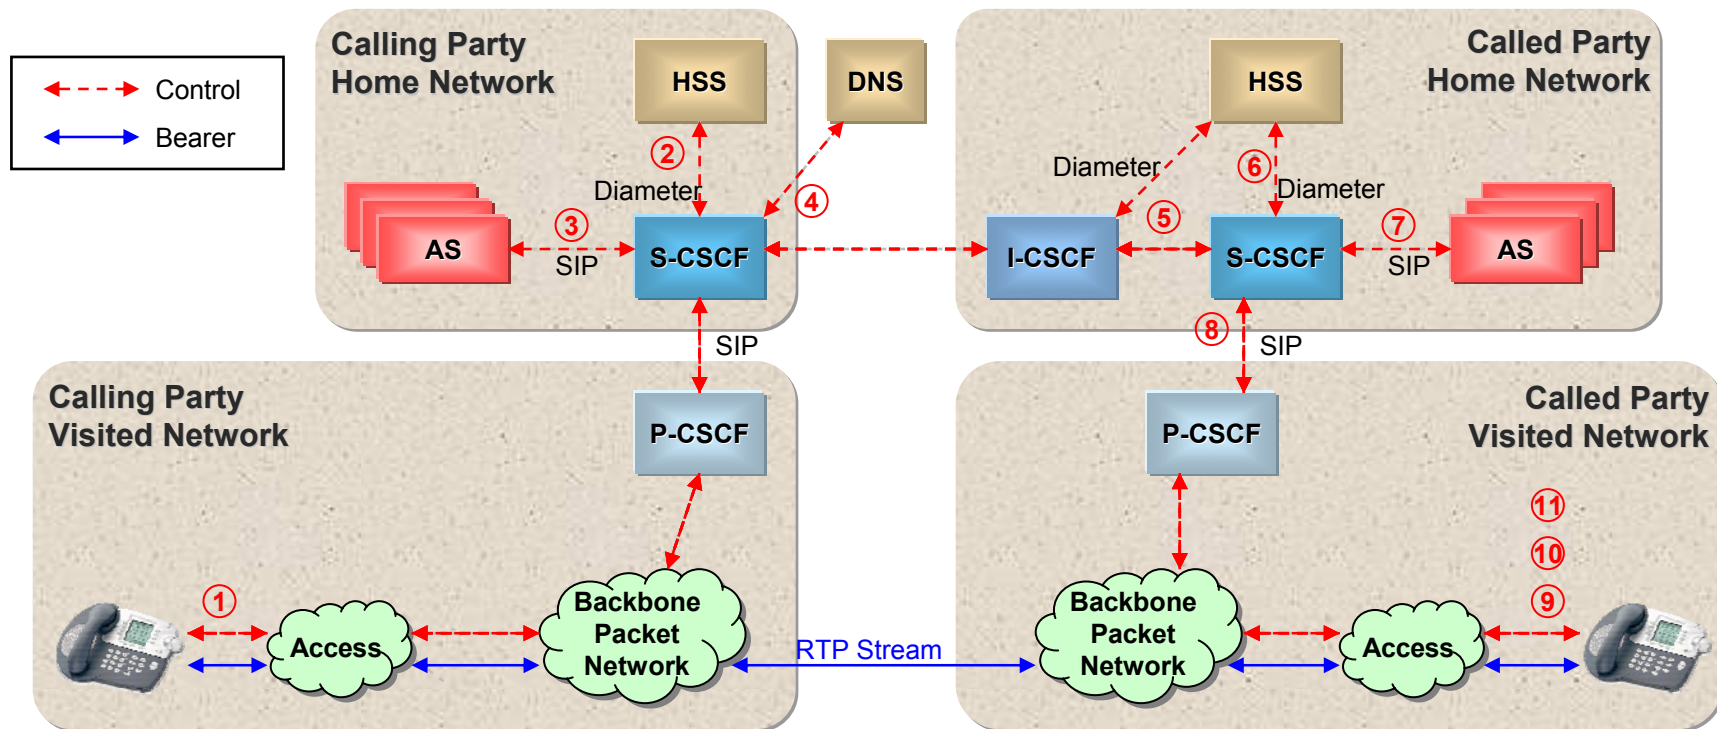 Control
Bearer
Calling Party
Home Network
HSS
DNS
2
Diameter
4
3
AS
SIP
S-CSCF
Called Party
Home Network
HSS
Diameter
6
Diameter
5
7
I-CSCF
S-CSCF
SIP
AS
SIP
8
SIP
Calling Party
Visited Network
P-CSCF
1
Access
Backbone
Packet
Network
RTP Stream
Called Party
Visited Network
P-CSCF
11
10
9
Backbone
Packet
Network
Access